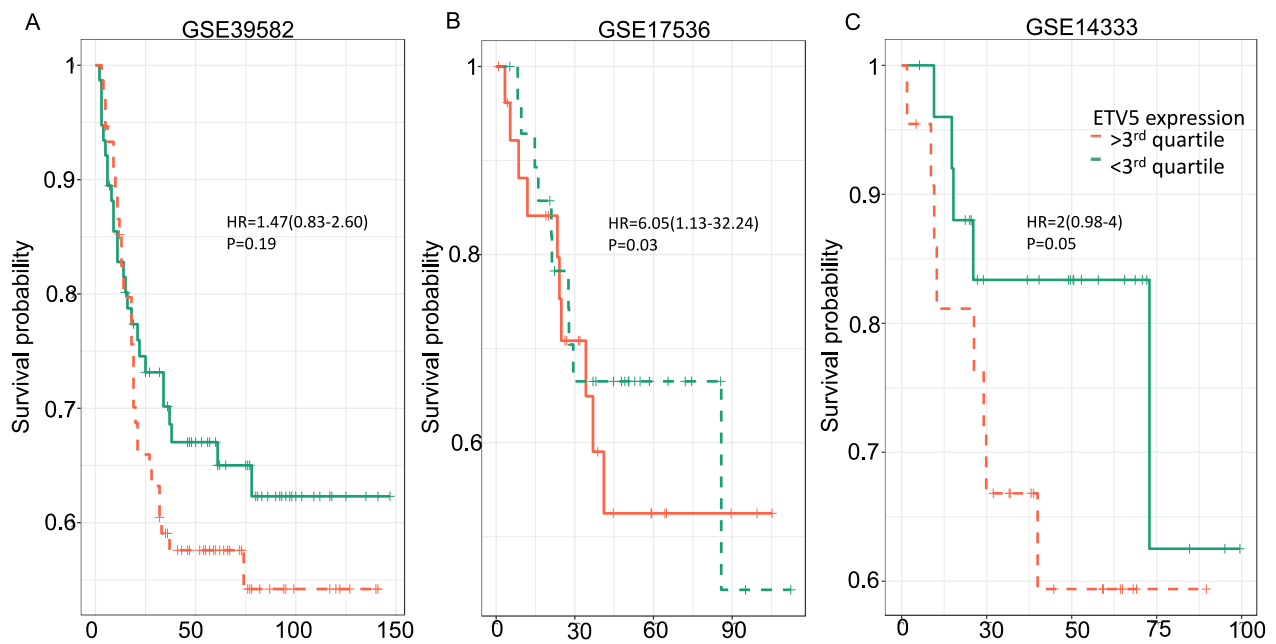 A
GSE39582
Survival probability
1
0.9
0.8
0.7
0.6
HR=1.47(0.83-2.60)
P=0.19
0 50 100 150
B
GSE17536
Survival probability
1
0.8
0.6
HR=6.05(1.13-32.24)
P=0.03
0 30 60 90
C
GSE14333
Survival probability
1
0.9
0.8
0.7
0.6
ETV5 expression
>3rd quartile
<3rd quartile
HR=2(0.98-4)
P=0.05
0 30 50 75 100